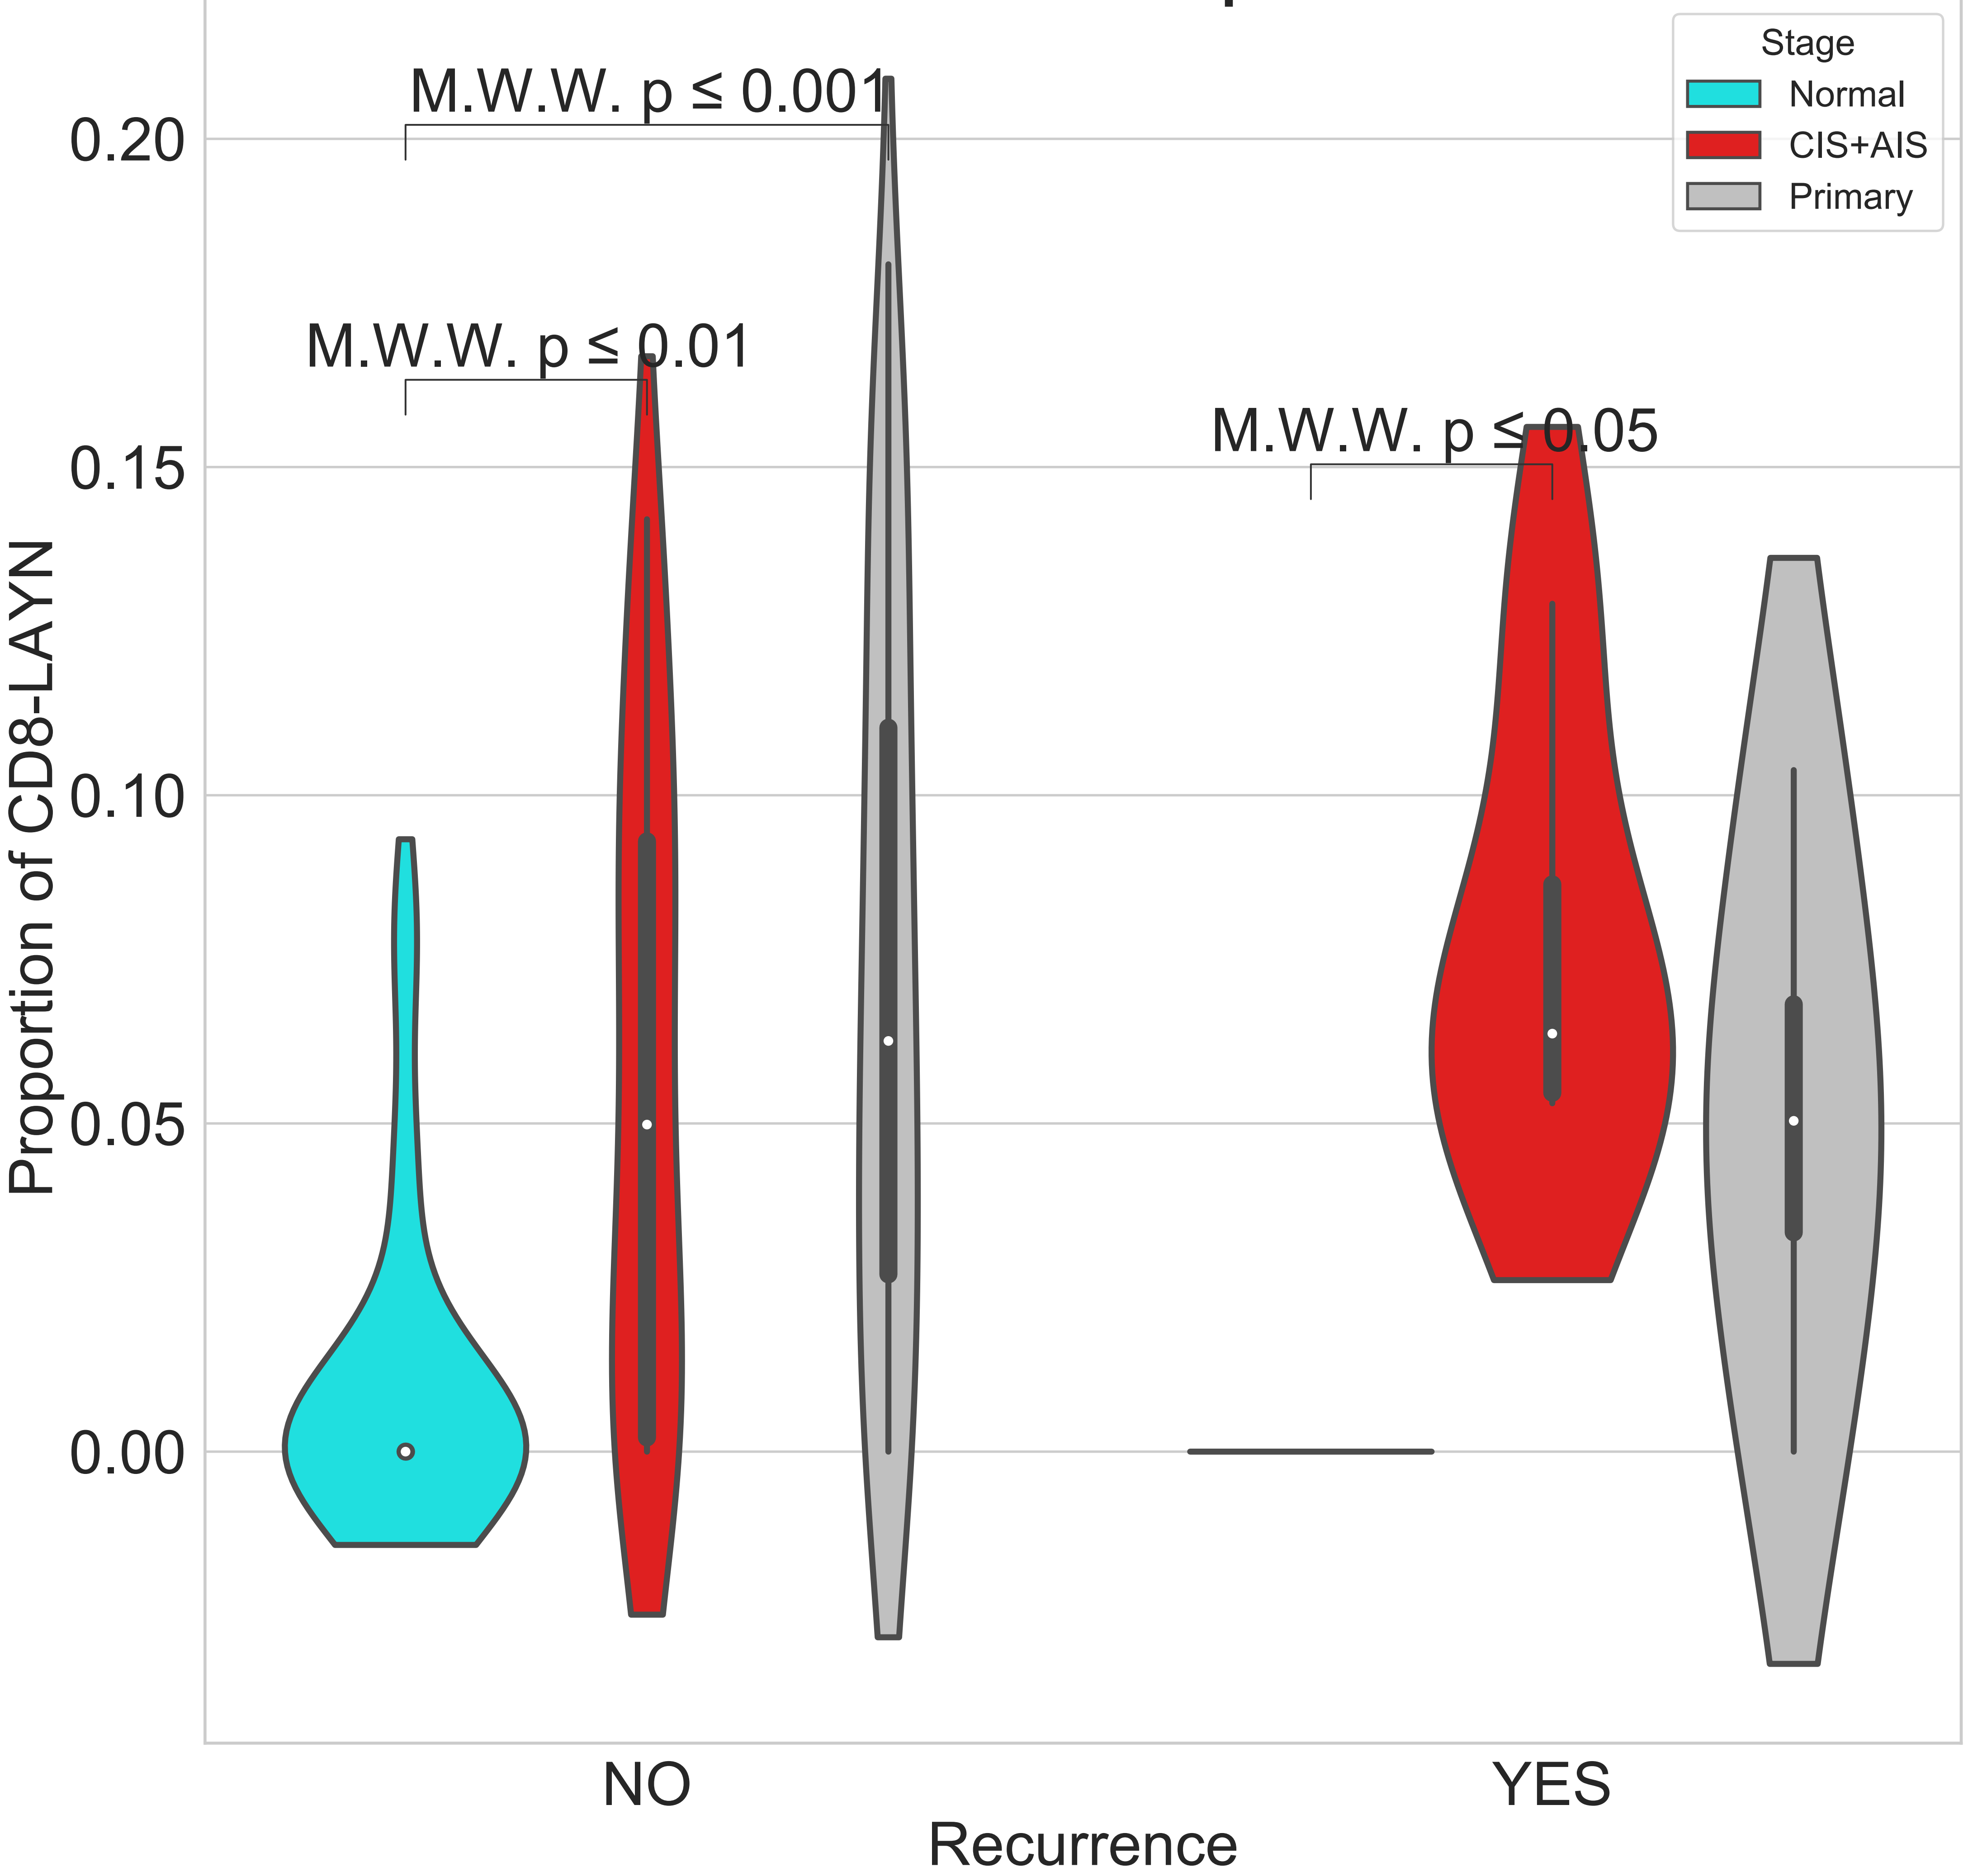 Stage
Normal
CIS+AIS
Primary
M.W.W. p ≤ 0.001
M.W.W. p ≤ 0.01
M.W.W. p ≤ 0.05
0.20
0.15
0.10
0.05
0.00
Proportion of CD8-LAYN
NO
YES
Recurrence